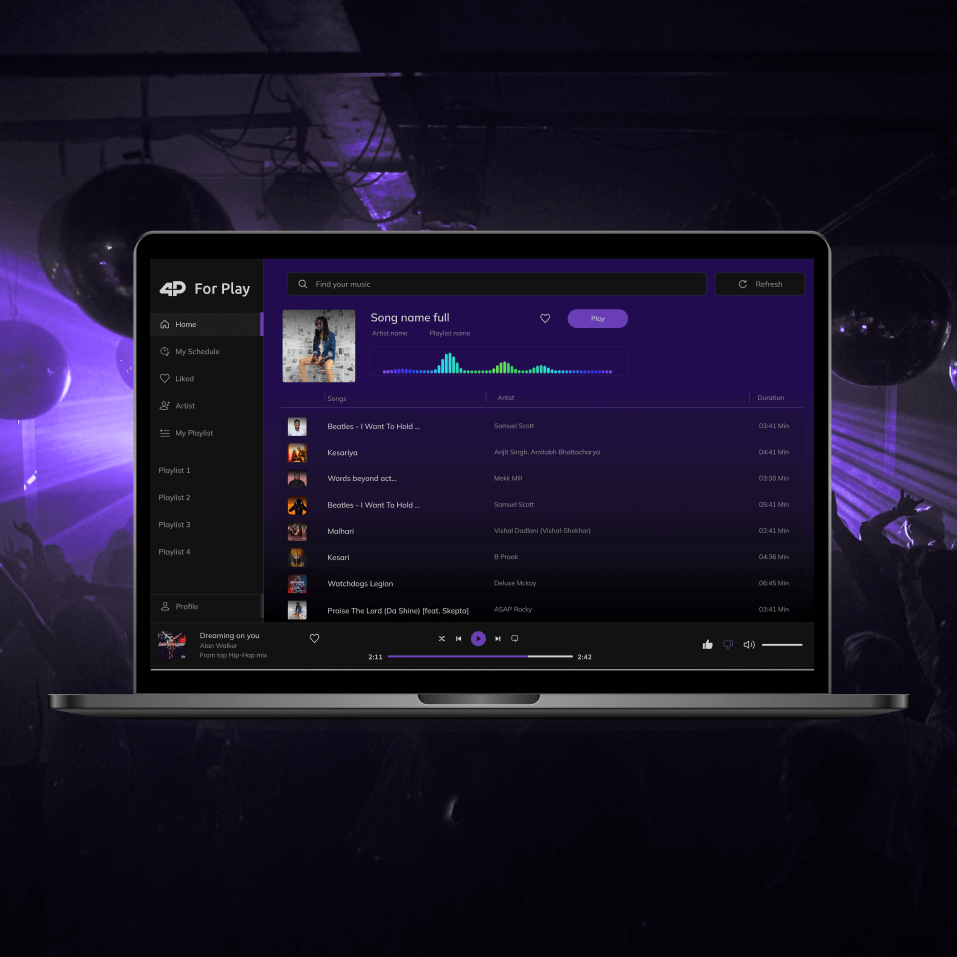 4P For Play
Find your music
Refresh
Home
My Schedule
Liked
Artist
My Playlist
Playlist 1
Playlist 2
Playlist 3
Playlist 4
Profile
Song name full
Play
Artist name Playlist name
Songs Artist Duration
Beatles - I Want To Hold ... Samuel Scott 03:41 Min
Kesariya Arijit Singh, Amitabh Bhattacharya 04:41 Min
Words beyond act... Mekk Mill 03:30 Min
Beatles - I Want To Hold ... Samuel Scott 05:41 Min
Malhari Vishal Dadlani (Vishal-Shekhar) 02:41 Min
Kesari B Praak 04:36 Min
Watchdogs Legion Deluxe Mckay 06:45 Min
Praise The Lord (Da Shine) [feat. Skepta] ASAP Rocky 03:41 Min
Dreaming on you
Alan Walker
From top Hip-Hop mix
2:11 2:42